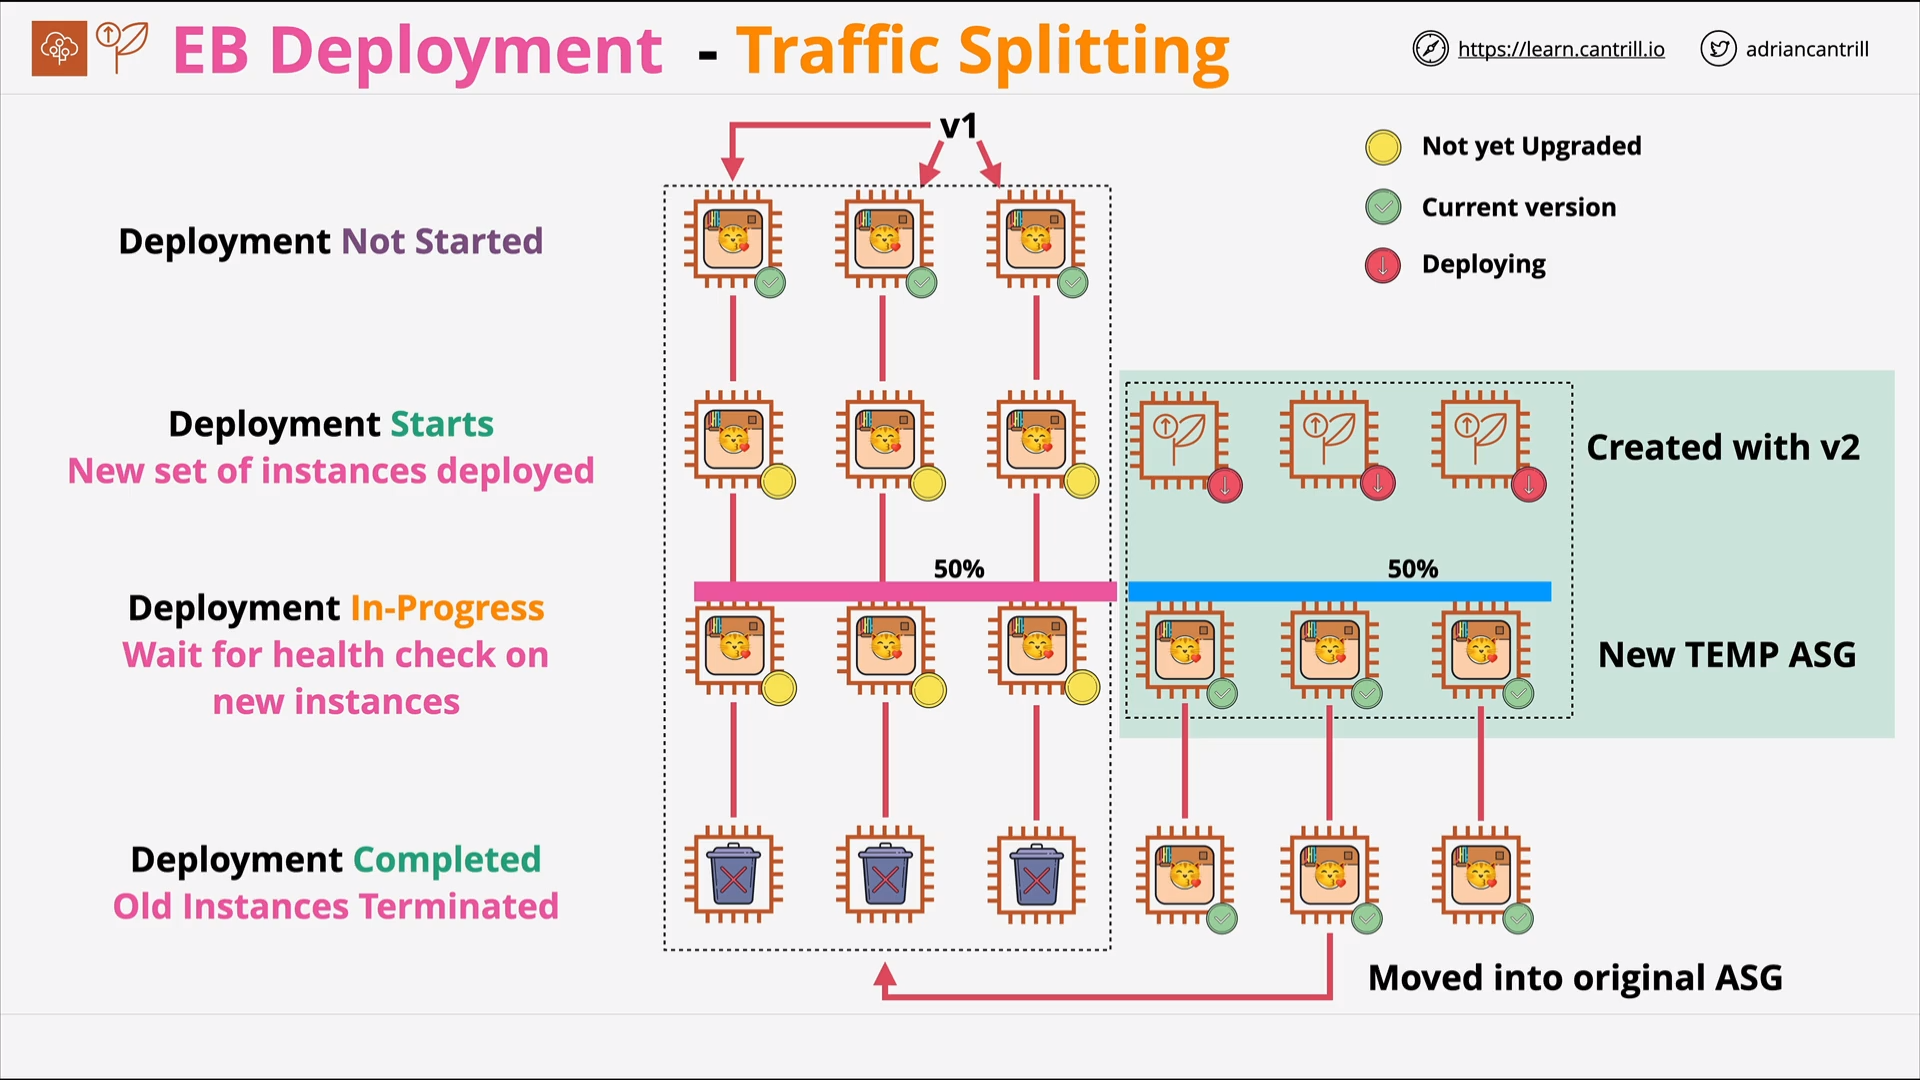 EB Deployment - Traffic Splitting
https://learn.cantrill.io
adriancantrill
v1
Not yet Upgraded
Current version
Deploying
Deployment Not Started
Deployment Starts
New set of instances deployed
Created with v2
50%
50%
Deployment In-Progress
Wait for health check on
new instances
New TEMP ASG
Deployment Completed
Old Instances Terminated
Moved into original ASG